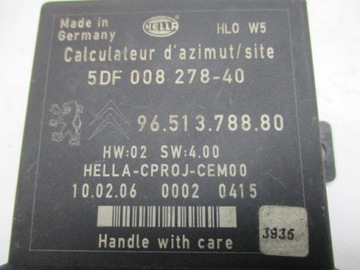 Made in
Germany
HELLA
HLO W5
Calculateur d'azimut/site
5DF 008 278-40
96.513.788.80
HW:02 SW:4.00
HELLA-CPROJ-CEM00
10.02.06 0002 0415
Handle with care
3935